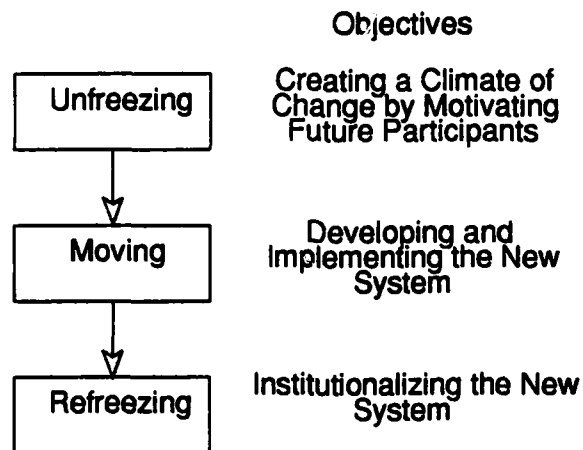 Objectives
Unfreezing
Creating a Climate of
Change by Motivating
Future Participants
Moving
Developing and
Implementing the New
System
Refreezing
Institutionalizing the New
System